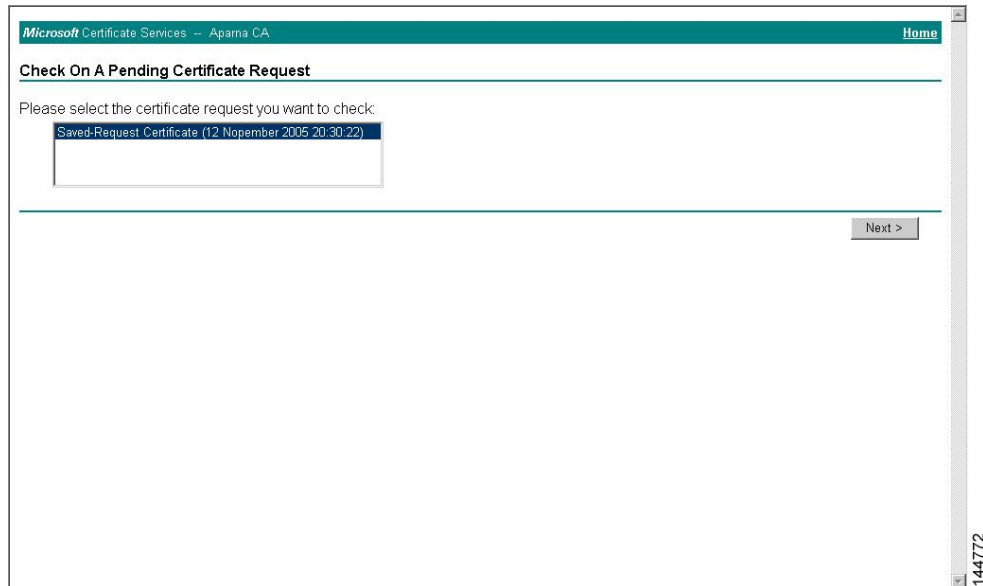 Microsoft Certificate Services -- Aparna CA Home
Check On A Pending Certificate Request
Please select the certificate request you want to check:
Saved-Request Certificate (12 Nopember 2005 20:30:22)
Next >
144772